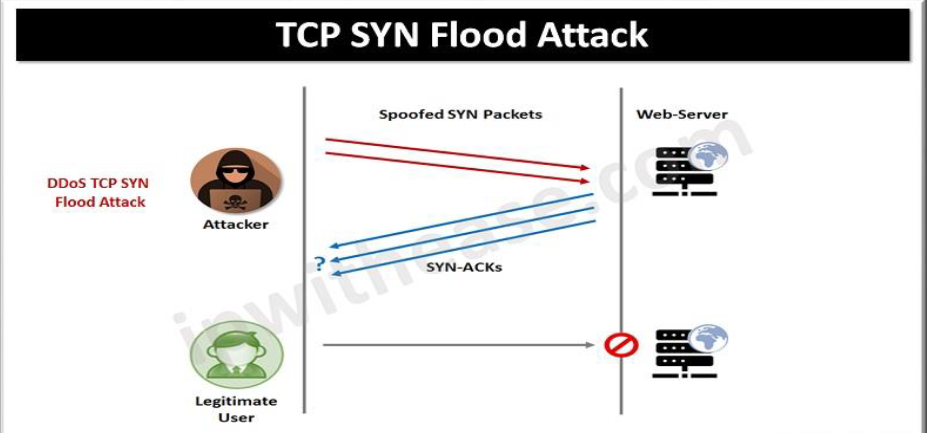 TCP SYN Flood Attack
Spoofed SYN Packets
Web-Server
DDoS TCP SYN
Flood Attack
Attacker
?
SYN-ACKs
ipwithease.com
Legitimate
User